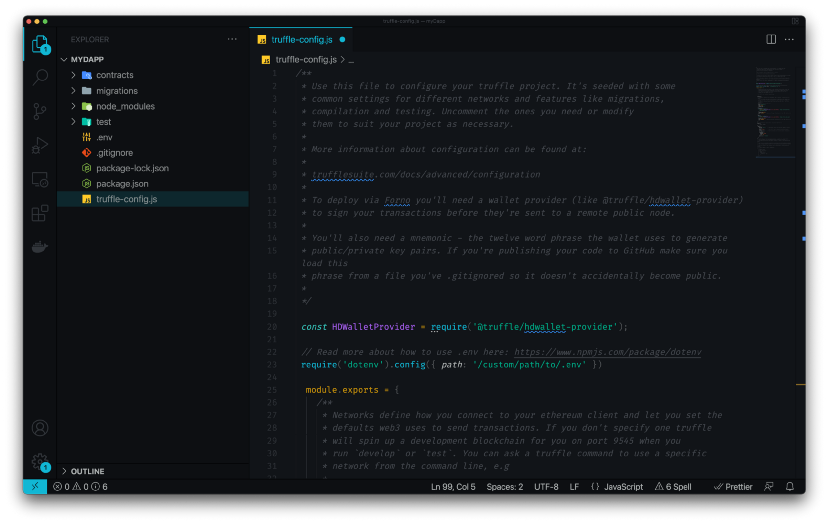 truffle-config.js — myDapp
EXPLORER
truffle-config.js
MYDAPP
truffle-config.js > ...
contracts
migrations
node_modules
test
.env
.gitignore
package-lock.json
package.json
truffle-config.js
1 /**
2 * Use this file to configure your truffle project. It's seeded with some
3 * common settings for different networks and features like migrations,
4 * compilation and testing. Uncomment the ones you need or modify
5 * them to suit your project as necessary.
6 *
7 * More information about configuration can be found at:
8 *
9 * trufflesuite.com/docs/advanced/configuration
10 *
11 * To deploy via Forno you'll need a wallet provider (like @truffle/hdwallet-provider)
12 * to sign your transactions before they're sent to a remote public node.
13 *
14 * You'll also need a mnemonic - the twelve word phrase the wallet uses to generate
15 * public/private key pairs. If you're publishing your code to GitHub make sure you
load this
16 * phrase from a file you've .gitignored so it doesn't accidentally become public.
17 *
18 */
19
20 const HDWalletProvider = require('@truffle/hdwallet-provider');
21
22 // Read more about how to use .env here: https://www.npmjs.com/package/dotenv
23 require('dotenv').config({ path: '/custom/path/to/.env' })
24
25 module.exports = {
26 /**
27 * Networks define how you connect to your ethereum client and let you set the
28 * defaults web3 uses to send transactions. If you don't specify one truffle
29 * will spin up a development blockchain for you on port 9545 when you
30 * run `develop` or `test`. You can ask a truffle command to use a specific
31 * network from the command line, e.g
OUTLINE
1
1
0 0 6
Ln 99, Col 5
Spaces: 2
UTF-8
LF
{ } JavaScript
6 Spell
Prettier